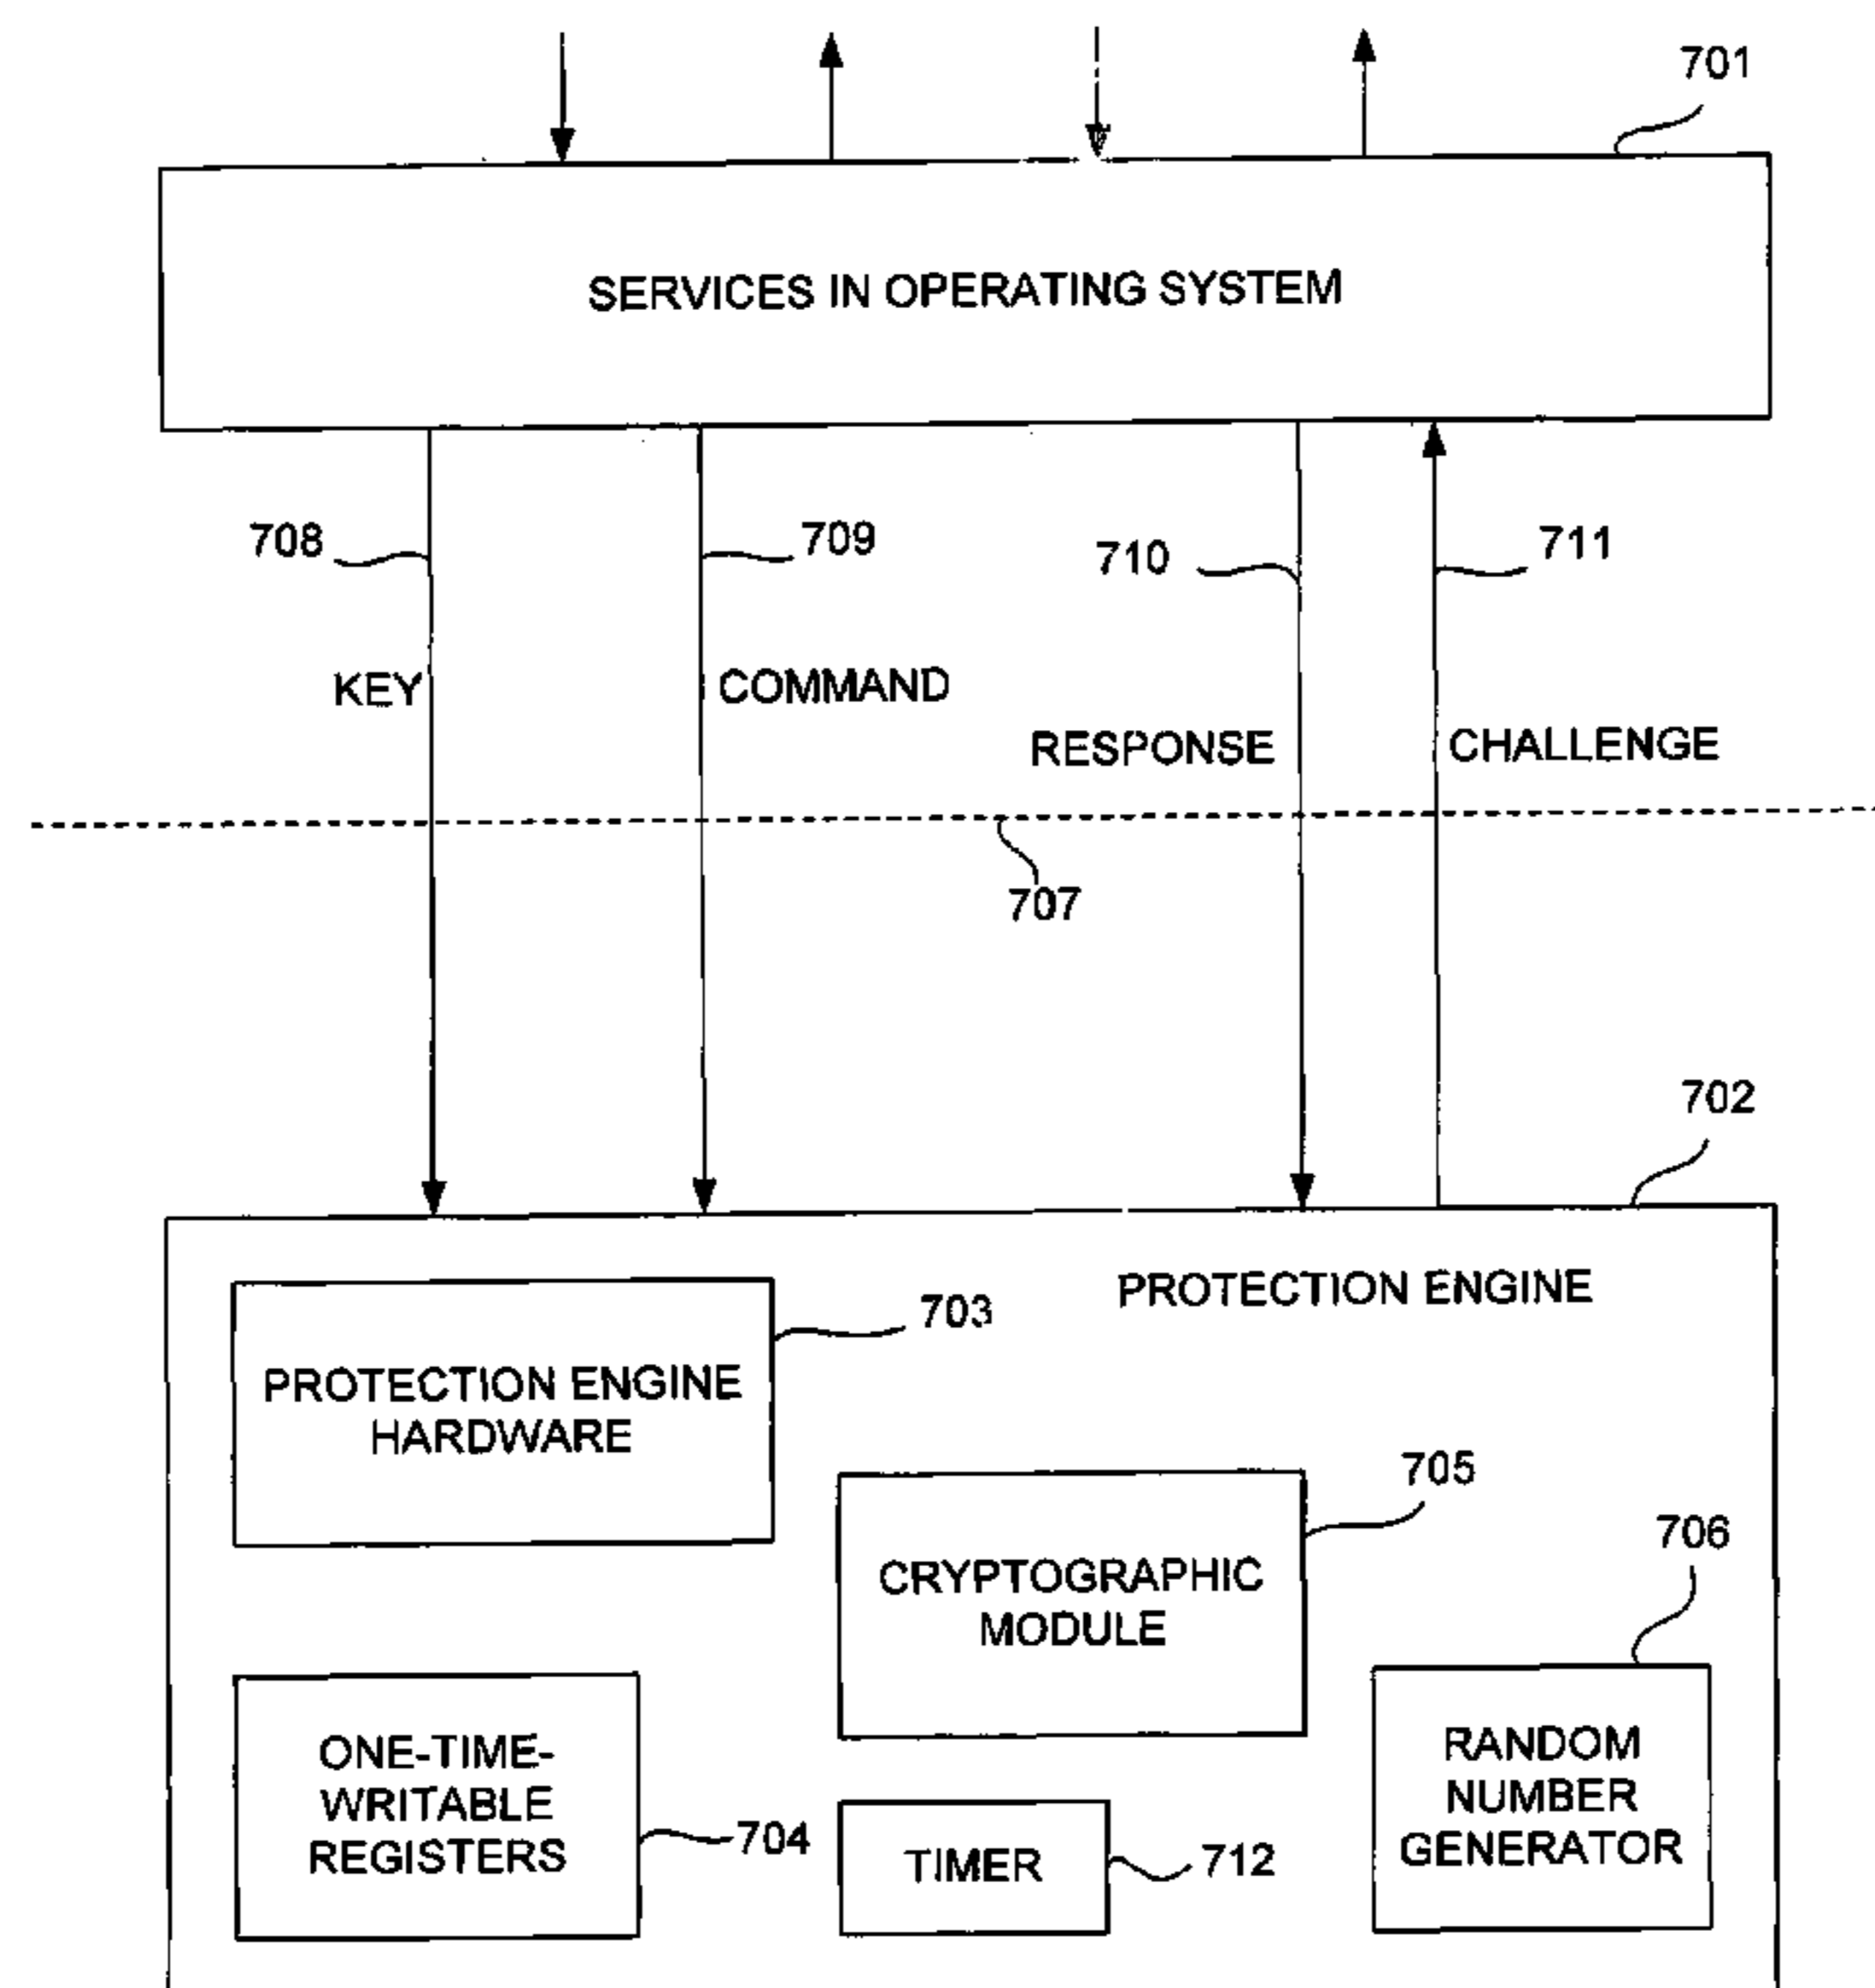 701
SERVICES IN OPERATING SYSTEM
708
709
710
711
KEY
COMMAND
RESPONSE
CHALLENGE
707
702
PROTECTION ENGINE
703
PROTECTION ENGINE
HARDWARE
705
CRYPTOGRAPHIC
MODULE
706
ONE-TIME-
WRITABLE
REGISTERS
704
TIMER
712
RANDOM
NUMBER
GENERATOR